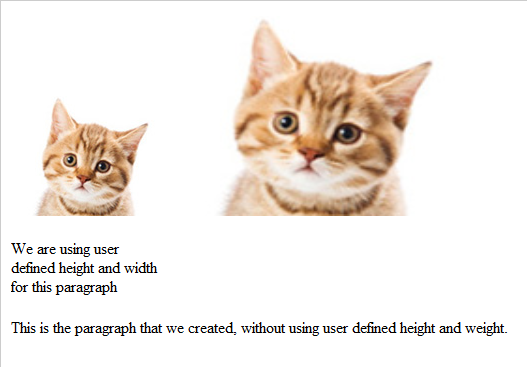 We are using user
defined height and width
for this paragraph
This is the paragraph that we created, without using user defined height and weight.